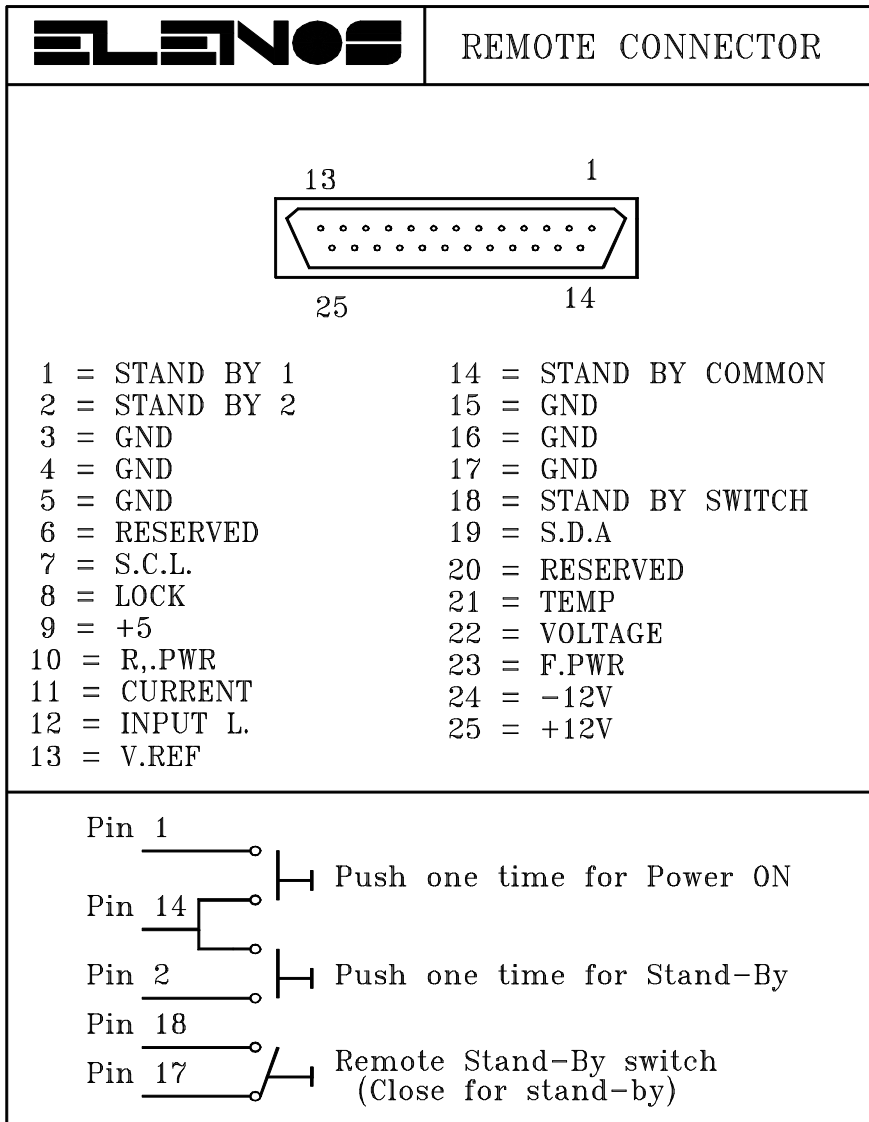 ELENOS
REMOTE CONNECTOR
13 1
25 14
1 = STAND BY 1
2 = STAND BY 2
3 = GND
4 = GND
5 = GND
6 = RESERVED
7 = S.C.L.
8 = LOCK
9 = +5
10 = R,.PWR
11 = CURRENT
12 = INPUT L.
13 = V.REF
14 = STAND BY COMMON
15 = GND
16 = GND
17 = GND
18 = STAND BY SWITCH
19 = S.D.A
20 = RESERVED
21 = TEMP
22 = VOLTAGE
23 = F.PWR
24 = -12V
25 = +12V
Pin 1
Push one time for Power ON
Pin 14
Pin 2
Push one time for Stand-By
Pin 18
Pin 17
Remote Stand-By switch
(Close for stand-by)